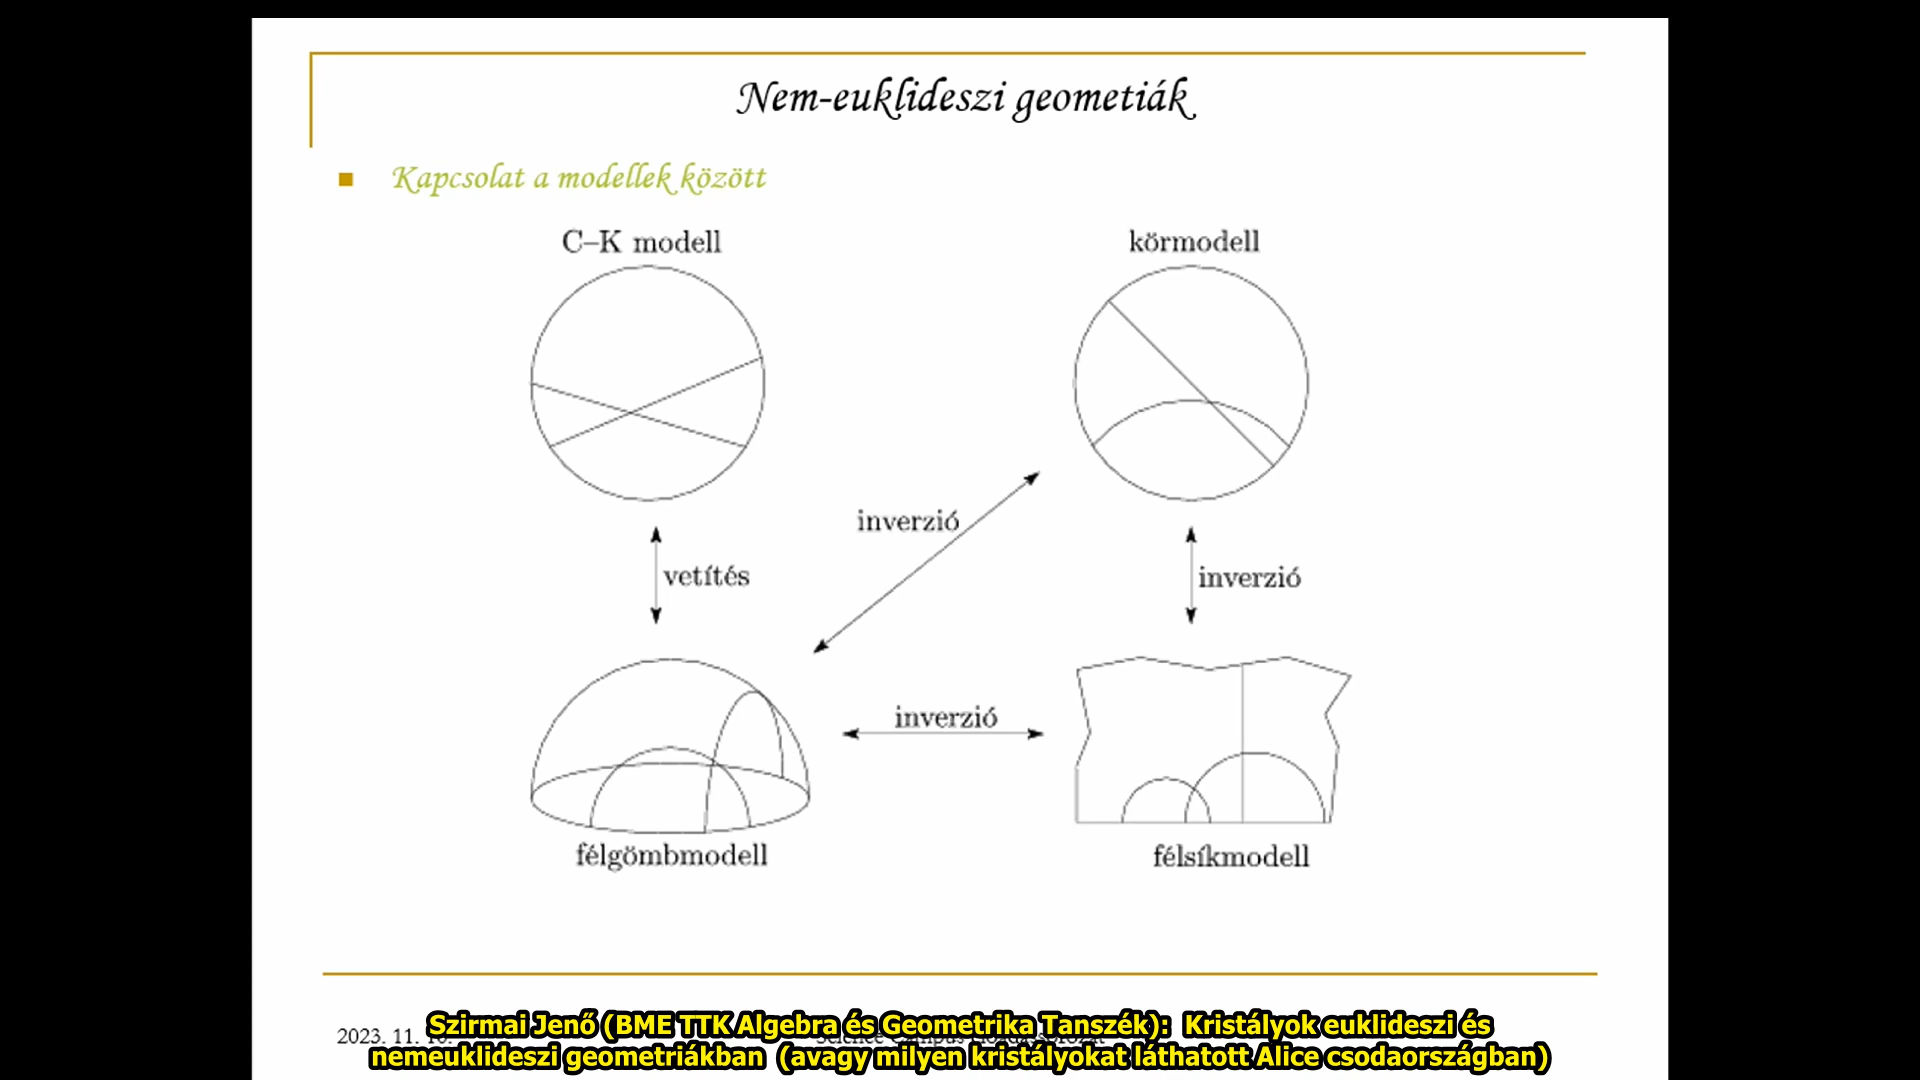 Nem-euklideszi geometiák
Kapcsolat a modellek között
C–K modell
körmodell
inverzió
vetítés
inverzió
inverzió
félgömbmodell
félsíkmodell
2023. 11.
Szirmai Jenő (BME TTK Algebra és Geometrika Tanszék): Kristályok euklideszi és
nemeuklideszi geometriákban (avagy milyen kristályokat láthatott Alice csodaországban)